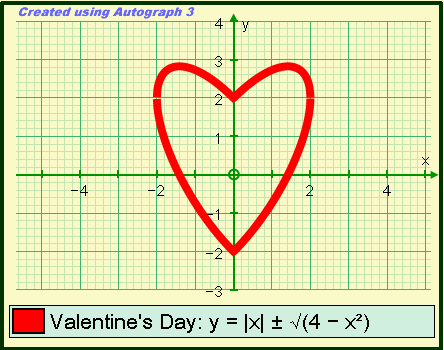 Created using Autograph 3
4
y
3
2
1
x
−4
−2
2
4
−1
−2
−3
Valentine's Day: y = |x| ± √(4 − x²)